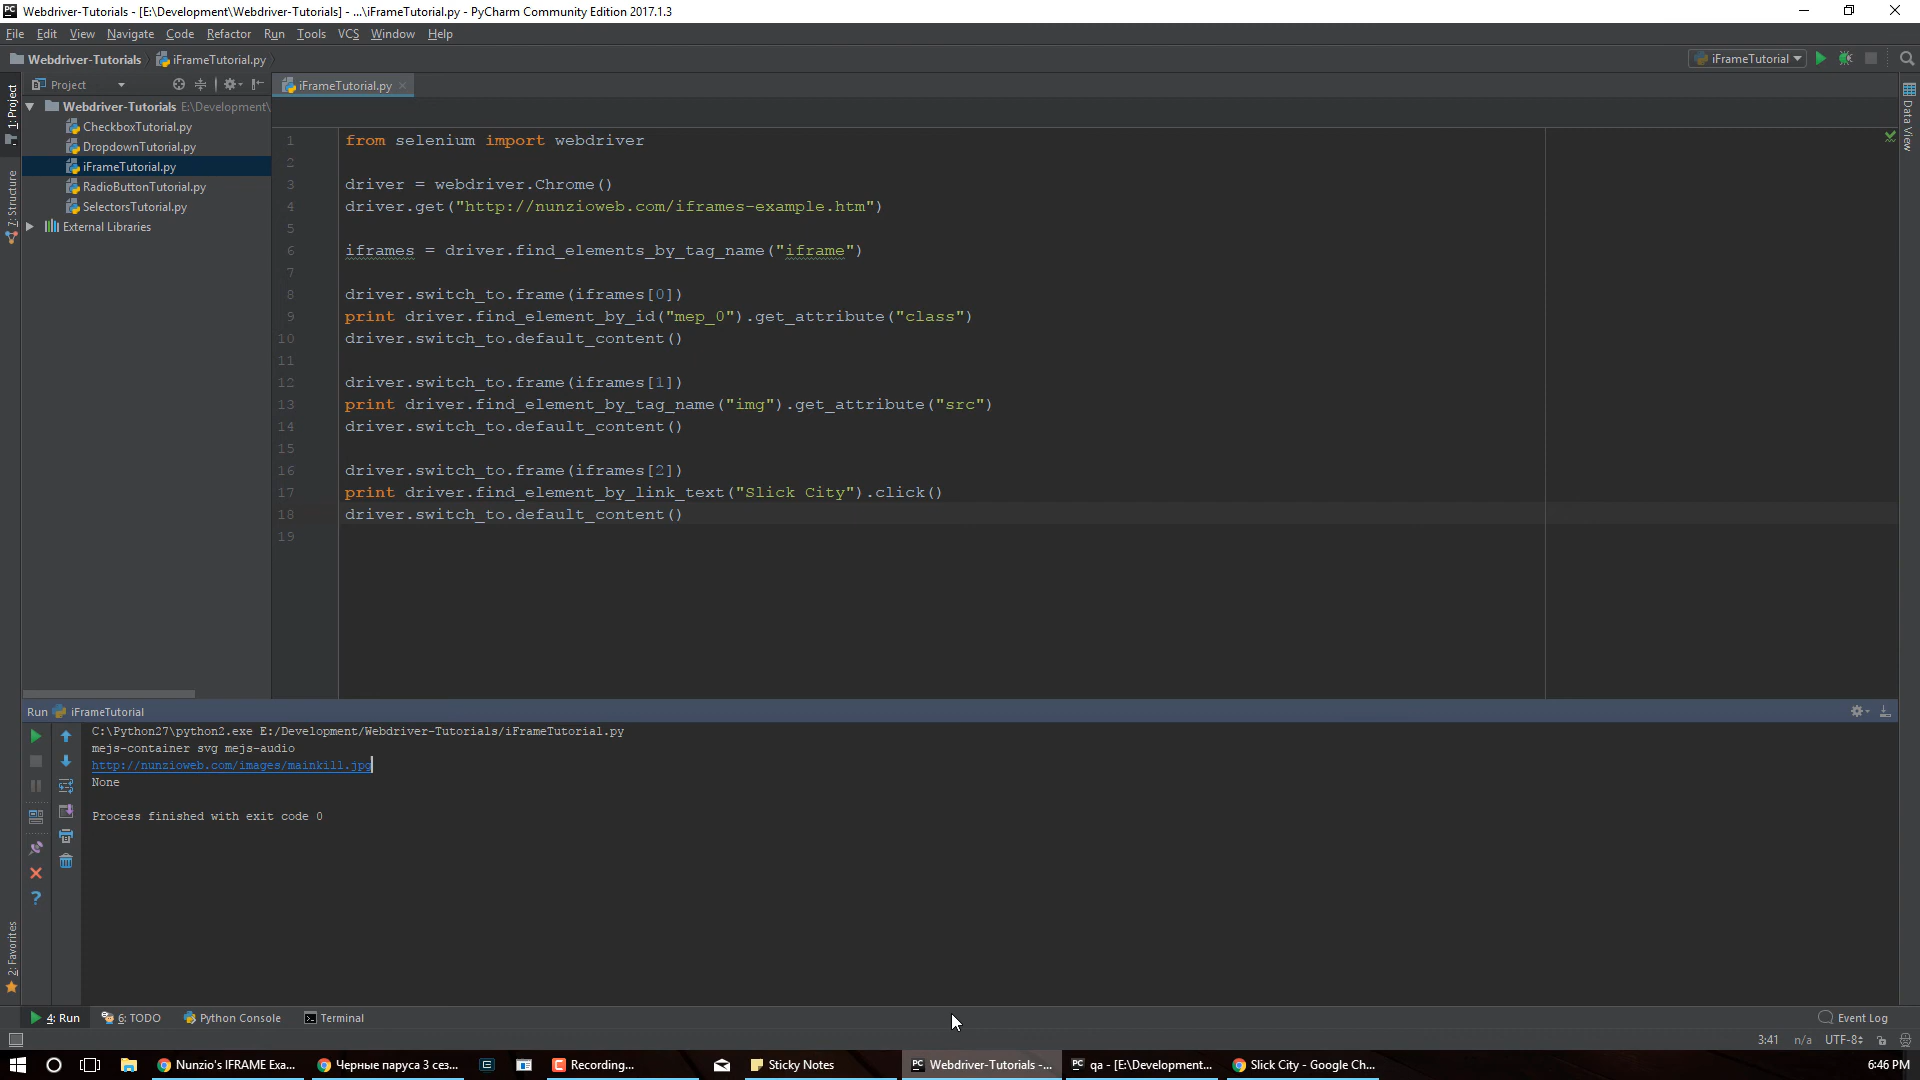 Webdriver-Tutorials - [E:\Development\Webdriver-Tutorials] - ...\iFrameTutorial.py - PyCharm Community Edition 2017.1.3
File Edit View Navigate Code Refactor Run Tools VCS Window Help
Webdriver-Tutorials iFrameTutorial.py iFrameTutorial
Project iFrameTutorial.py
1: Project
7: Structure
2: Favorites
Data View
Webdriver-Tutorials E:\Development\
CheckboxTutorial.py
DropdownTutorial.py
iFrameTutorial.py
RadioButtonTutorial.py
SelectorsTutorial.py
External Libraries
1 from selenium import webdriver
2
3 driver = webdriver.Chrome()
4 driver.get("http://nunzioweb.com/iframes-example.htm")
5
6 iframes = driver.find_elements_by_tag_name("iframe")
7
8 driver.switch_to.frame(iframes[0])
9 print driver.find_element_by_id("mep_0").get_attribute("class")
10 driver.switch_to.default_content()
11
12 driver.switch_to.frame(iframes[1])
13 print driver.find_element_by_tag_name("img").get_attribute("src")
14 driver.switch_to.default_content()
15
16 driver.switch_to.frame(iframes[2])
17 print driver.find_element_by_link_text("Slick City").click()
18 driver.switch_to.default_content()
19
Run iFrameTutorial
C:\Python27\python2.exe E:/Development/Webdriver-Tutorials/iFrameTutorial.py
mejs-container svg mejs-audio
http://nunzioweb.com/images/mainkill.jpg
None
Process finished with exit code 0
4: Run 6: TODO Python Console Terminal Event Log
3:41 n/a UTF-8
Nunzio's IFRAME Exa... Черные паруса 3 сез... Recording... Sticky Notes Webdriver-Tutorials -... qa - [E:\Development... Slick City - Google Ch... 6:46 PM